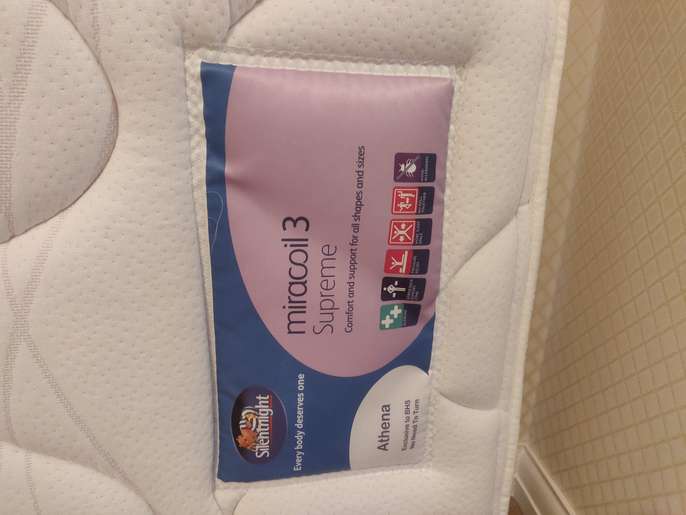 Silentnight
Every body deserves one
miracoil 3
Supreme
Comfort and support for all shapes and sizes
Athena
Exclusive to BHS
No Need To Turn